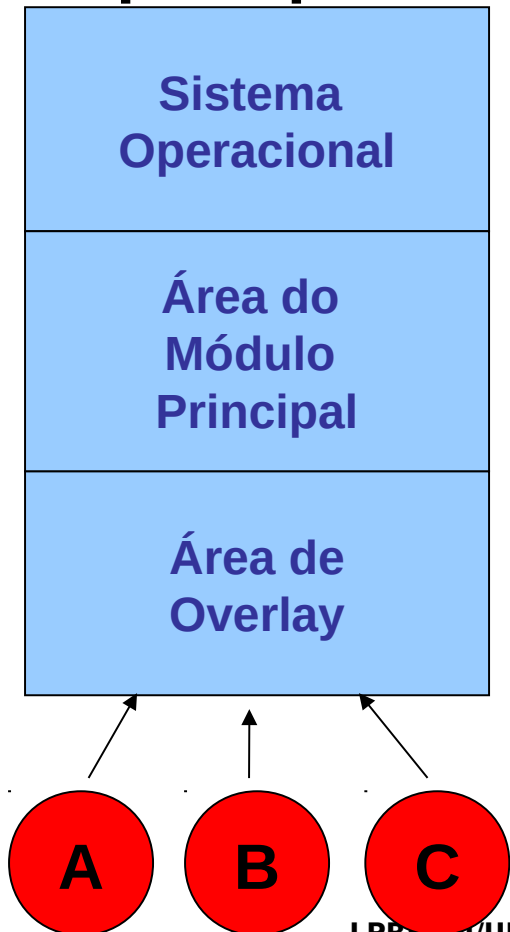 Sistema
Operacional
Área do
Módulo
Principal
Área de
Overlay
A B C